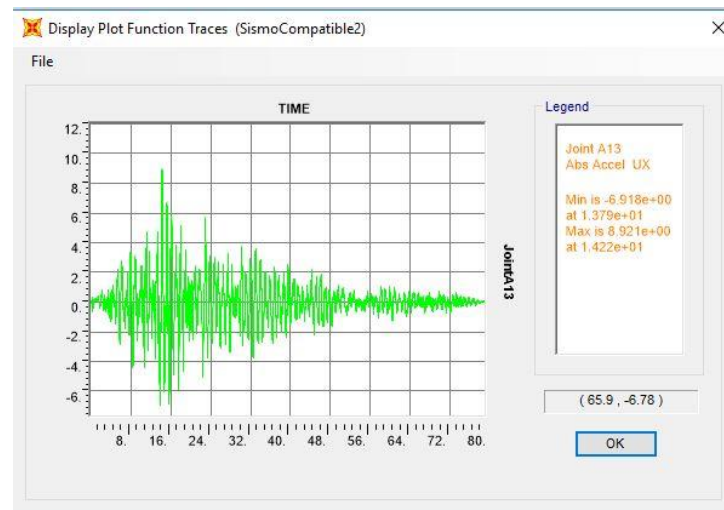 Display Plot Function Traces (SismoCompatible2)
File
TIME
12.
10.
8.
6.
4.
2.
0.
-2.
-4.
-6.
8. 16. 24. 32. 40. 48. 56. 64. 72. 80.
JointA13
Legend
Joint A13
Abs Accel UX
Min is -6.918e+00
at 1.379e+01
Max is 8.921e+00
at 1.422e+01
( 65.9 , -6.78 )
OK